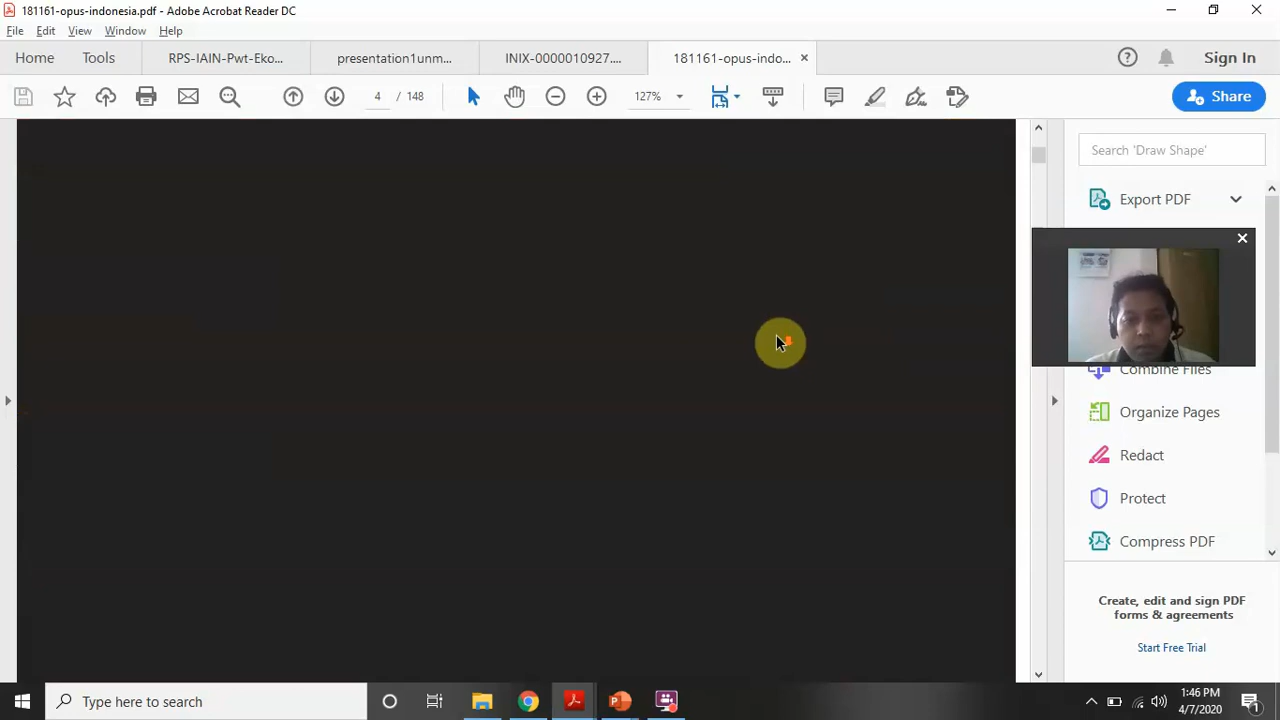 181161-opus-indonesia.pdf - Adobe Acrobat Reader DC
File Edit View Window Help
Home Tools RPS-IAIN-Pwt-Eko... presentation1unm... INIX-0000010927.... 181161-opus-indo... × Sign In
4 / 148 127% Share
Search 'Draw Shape'
Export PDF
Combine Files
Organize Pages
Redact
Protect
Compress PDF
Create, edit and sign PDF
forms & agreements
Start Free Trial
Type here to search
1:46 PM
4/7/2020
1